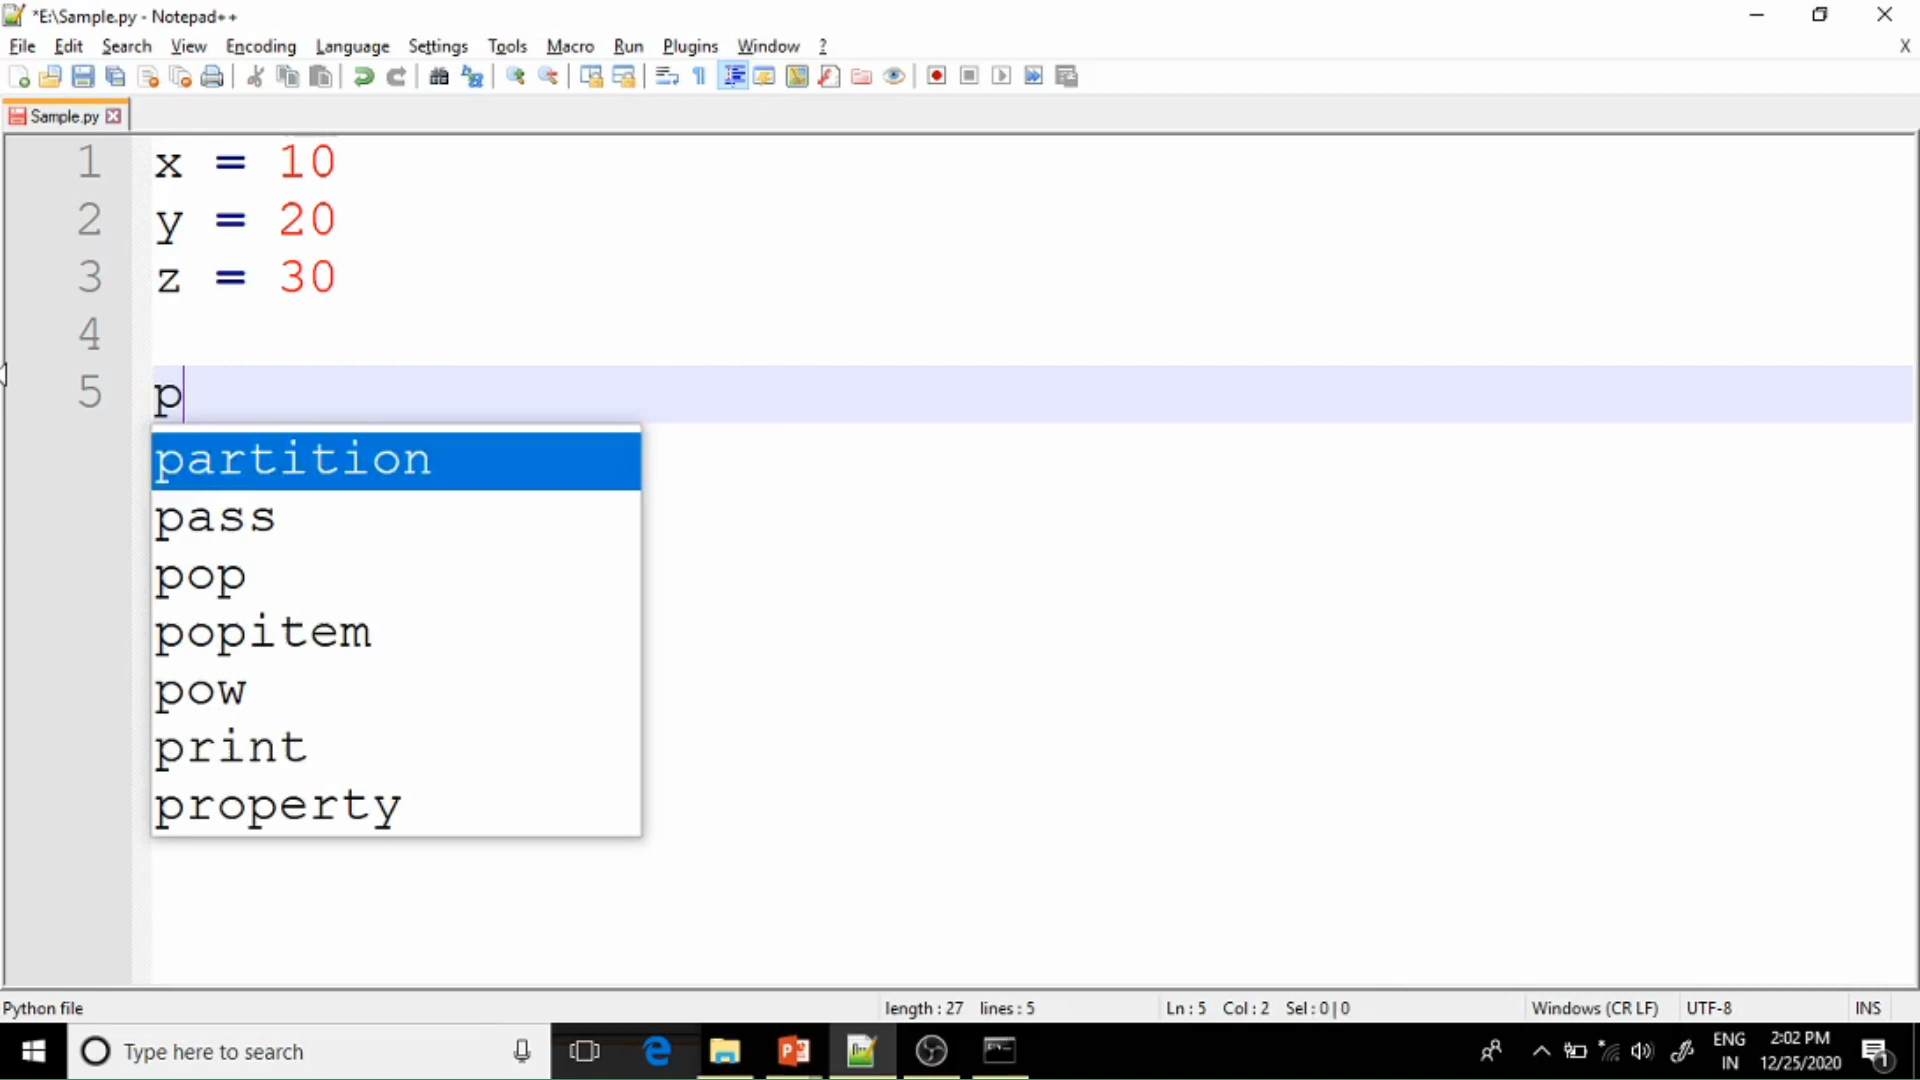 *E:\Sample.py - Notepad++
File Edit Search View Encoding Language Settings Tools Macro Run Plugins Window ? X
Sample.py
1 x = 10
2 y = 20
3 z = 30
4
5 p
partition
pass
pop
popitem
pow
print
property
Python file length : 27 lines : 5 Ln : 5 Col : 2 Sel : 0 | 0 Windows (CR LF) UTF-8 INS
Type here to search
ENG 2:02 PM
IN 12/25/2020 1